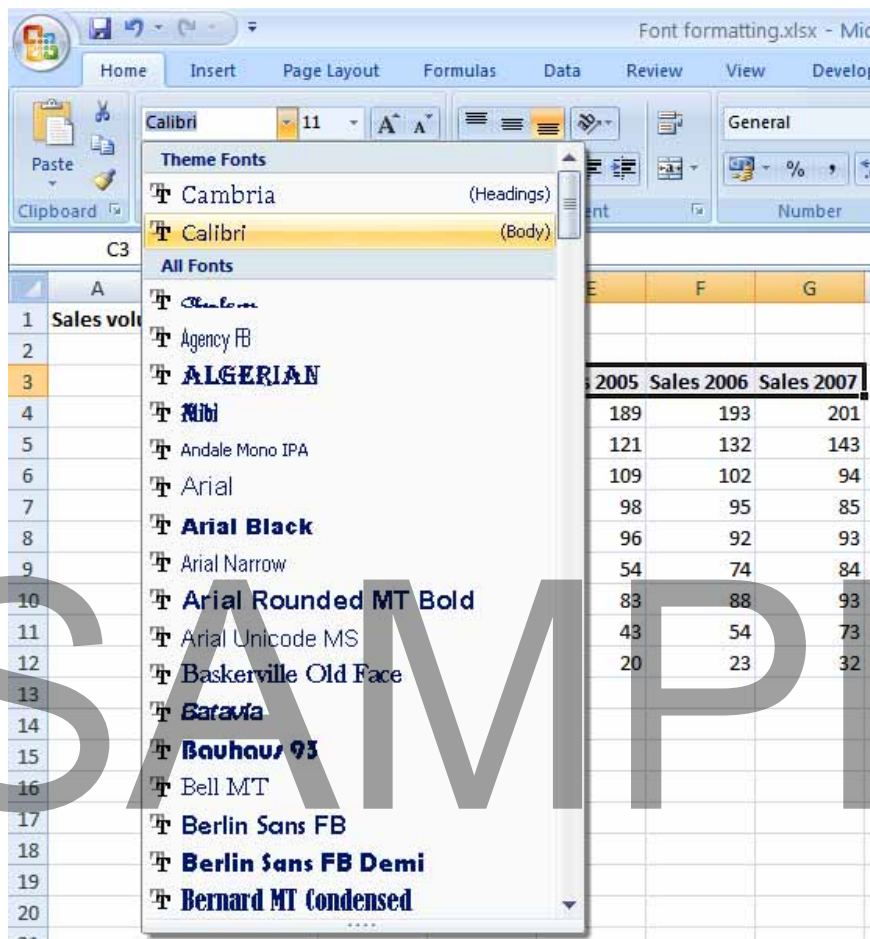 Font formatting.xlsx - Mic
Home Insert Page Layout Formulas Data Review View Develop
Calibri 11 A A General
Paste % ,
Clipboard ent Number
C3
Theme Fonts
Cambria (Headings)
Calibri (Body)
All Fonts
Agency FB
ALGERIAN
Alibi
Andale Mono IPA
Arial
Arial Black
Arial Narrow
Arial Rounded MT Bold
Arial Unicode MS
Baskerville Old Face
Batavia
Bauhaus 93
Bell MT
Berlin Sans FB
Berlin Sans FB Demi
Bernard MT Condensed
A E F G
1 Sales volu
2
3 s 2005 Sales 2006 Sales 2007
4 189 193 201
5 121 132 143
6 109 102 94
7 98 95 85
8 96 92 93
9 54 74 84
10 83 88 93
11 43 54 73
12 20 23 32
13
14
15
16
17
18
19
20
SAMPL